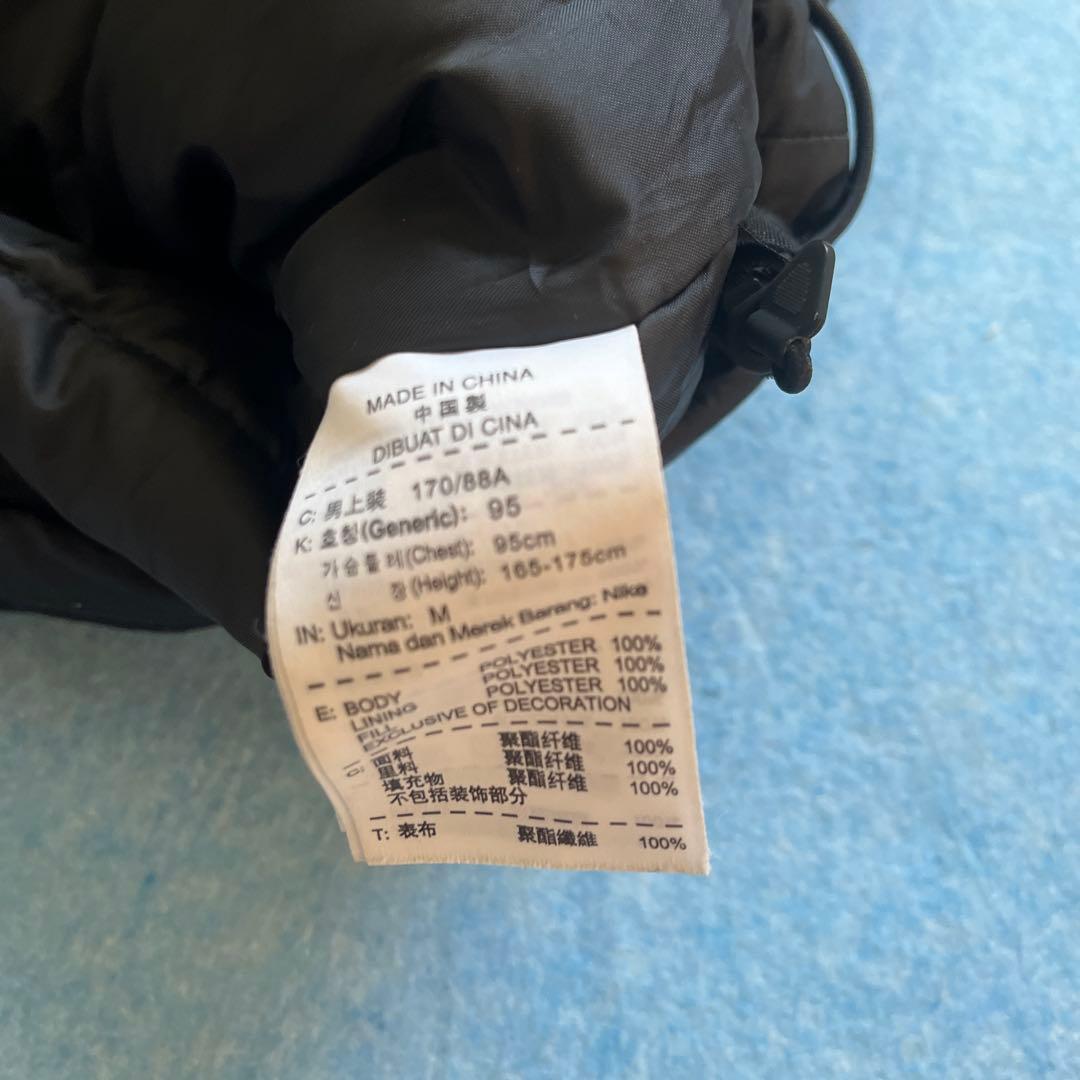 MADE IN CHINA
中国製
DIBUAT DI CINA
C: 男上装 170/88A
K: 호칭(Generic): 95
가슴둘레(Chest): 95cm
신 장(Height): 165-175cm
IN: Ukuran: M
Nama dan Merek Barang: Nike
E: BODY POLYESTER 100%
LINING POLYESTER 100%
FILL POLYESTER 100%
EXCLUSIVE OF DECORATION
C: 面料 聚酯纤维 100%
里料 聚酯纤维 100%
填充物 聚酯纤维 100%
不包括装饰部分
T: 表布 聚酯纖維 100%